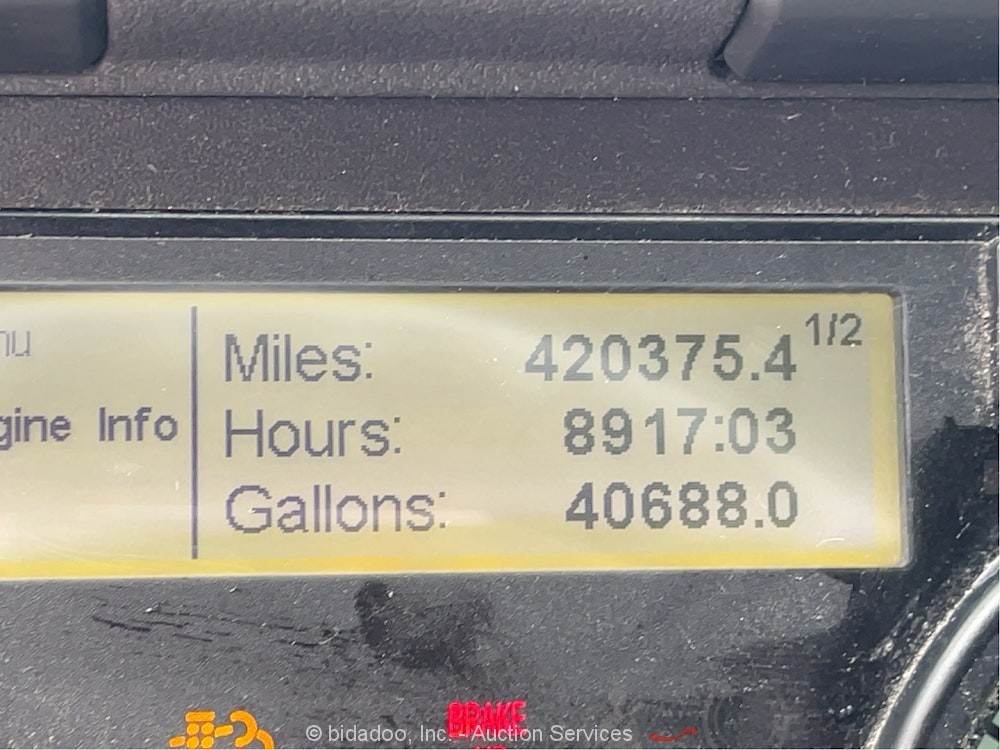 Miles: 420375.4 1/2
gine Info
Hours: 8917:03
Gallons: 40688.0
BRAKE
© bidadoo, Inc. - Auction Services